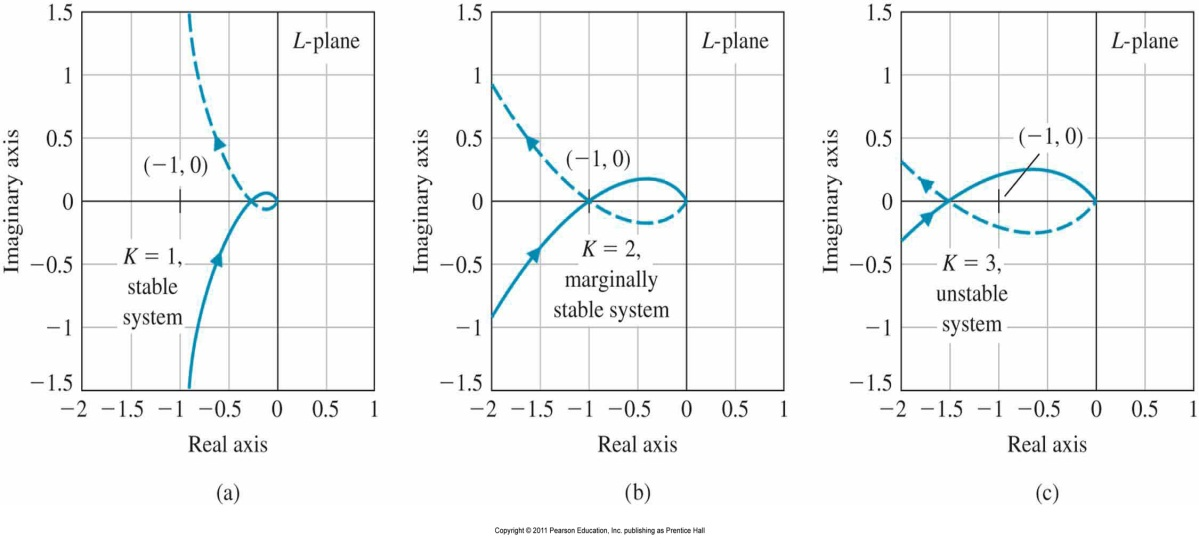 1.5
1
0.5
0
−0.5
−1
−1.5
Imaginary axis
L-plane
(−1, 0)
K = 1,
stable
system
−2 −1.5 −1 −0.5 0 0.5 1
Real axis
(a)
1.5
1
0.5
0
−0.5
−1
−1.5
Imaginary axis
L-plane
(−1, 0)
K = 2,
marginally
stable system
−2 −1.5 −1 −0.5 0 0.5 1
Real axis
(b)
1.5
1
0.5
0
−0.5
−1
−1.5
Imaginary axis
L-plane
(−1, 0)
K = 3,
unstable
system
−2 −1.5 −1 −0.5 0 0.5 1
Real axis
(c)
Copyright © 2011 Pearson Education, Inc. publishing as Prentice Hall